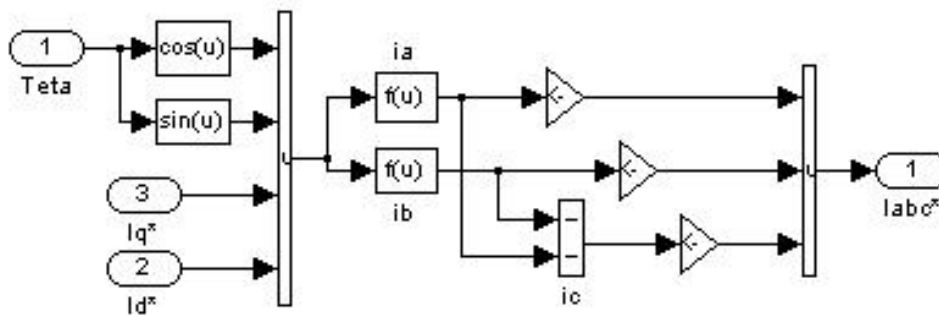 1
Teta
cos(u)
sin(u)
3
Iq*
2
Id*
ia
f(u)
f(u)
ib
ic
1
Iabc*